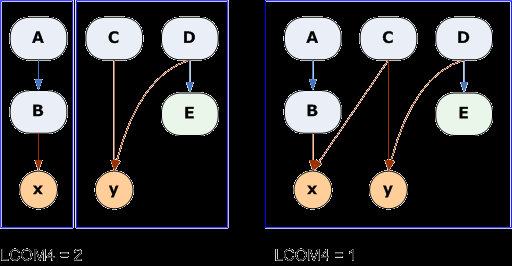 A C D A C D
B E B E
x y x y
LCOM4 = 2 LCOM4 = 1